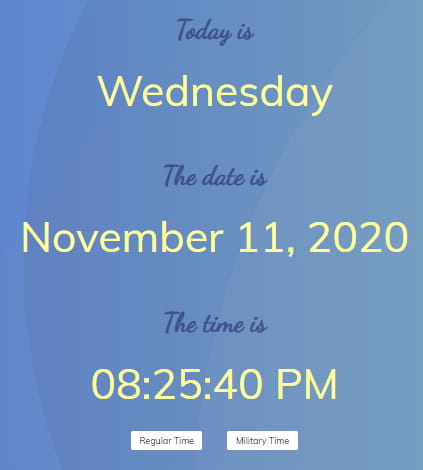 Today is
Wednesday
The date is
November 11, 2020
The time is
08:25:40 PM
Regular Time Military Time